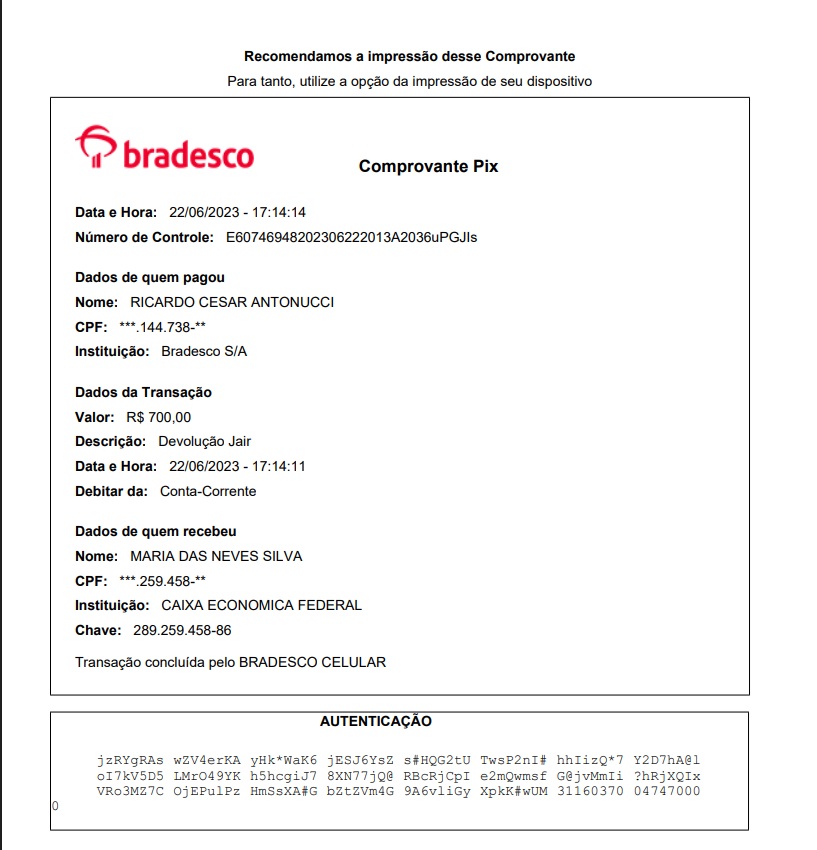 Recomendamos a impressão desse Comprovante
Para tanto, utilize a opção da impressão de seu dispositivo
bradesco
Comprovante Pix
Data e Hora: 22/06/2023 - 17:14:14
Número de Controle: E60746948202306222013A2036uPGJIs
Dados de quem pagou
Nome: RICARDO CESAR ANTONUCCI
CPF: ***.144.738-**
Instituição: Bradesco S/A
Dados da Transação
Valor: R$ 700,00
Descrição: Devolução Jair
Data e Hora: 22/06/2023 - 17:14:11
Debitar da: Conta-Corrente
Dados de quem recebeu
Nome: MARIA DAS NEVES SILVA
CPF: ***.259.458-**
Instituição: CAIXA ECONOMICA FEDERAL
Chave: 289.259.458-86
Transação concluída pelo BRADESCO CELULAR
AUTENTICAÇÃO
jzRYgRAs wZV4erKA yHk*WaK6 jESJ6YsZ s#HQG2tU TwsP2nI# hhIizQ*7 Y2D7hA@l
oI7kV5D5 LMrO49YK h5hcgiJ7 8XN77jQ@ RBcRjCpI e2mQwmsf G@jvMmIi ?hRjXQIx
VRo3MZ7C OjEPulPz HmSsXA#G bZtZVm4G 9A6vliGy XpkK#wUM 31160370 04747000
0